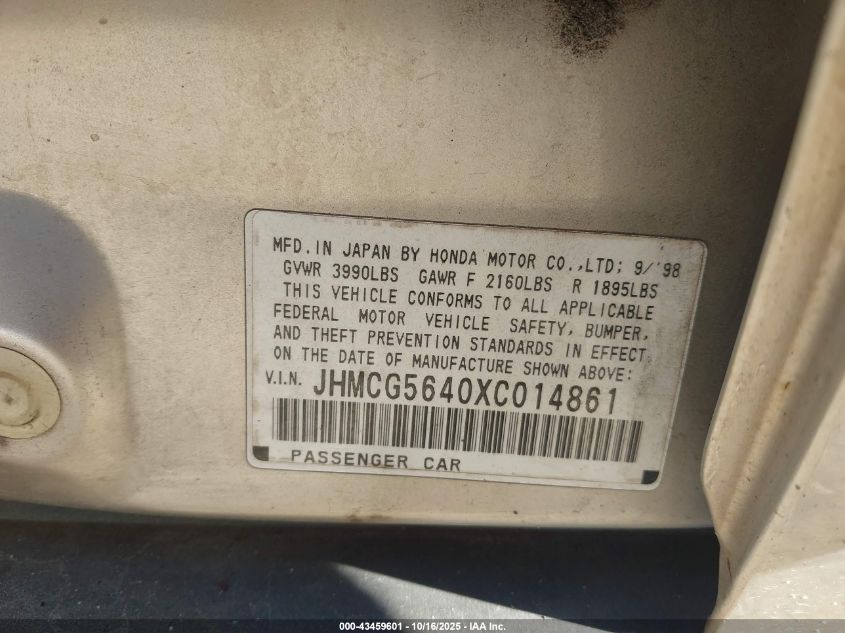 MFD.IN JAPAN BY HONDA MOTOR CO.,LTD; 9/'98
GVWR 3990LBS GAWR F 2160LBS R 1895LBS
THIS VEHICLE CONFORMS TO ALL APPLICABLE
FEDERAL MOTOR VEHICLE SAFETY, BUMPER,
AND THEFT PREVENTION STANDARDS IN EFFECT
ON THE DATE OF MANUFACTURE SHOWN ABOVE:
V.I.N. JHMCG5640XC014861
PASSENGER CAR
000-43459601 - 10/16/2025 - IAA Inc.